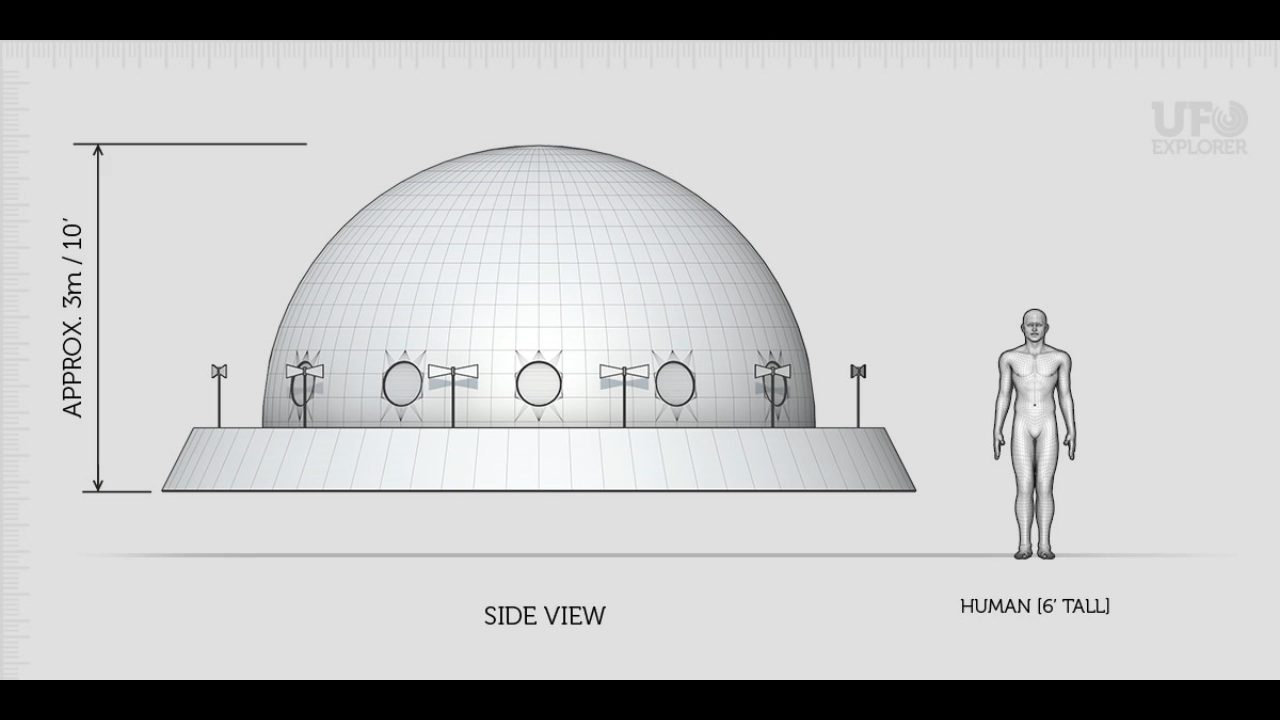 UFO
EXPLORER
APPROX. 3m / 10'
SIDE VIEW
HUMAN [6' TALL]